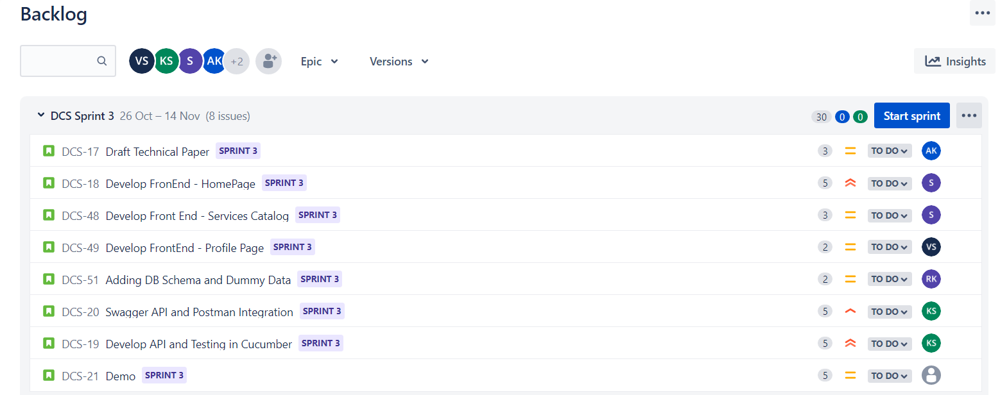 Backlog
VS KS S AK +2 Epic Versions Insights
DCS Sprint 3 26 Oct – 14 Nov (8 issues) 30 0 0 Start sprint
DCS-17 Draft Technical Paper SPRINT 3 3 TO DO AK
DCS-18 Develop FronEnd - HomePage SPRINT 3 5 TO DO S
DCS-48 Develop Front End - Services Catalog SPRINT 3 3 TO DO S
DCS-49 Develop FrontEnd - Profile Page SPRINT 3 2 TO DO VS
DCS-51 Adding DB Schema and Dummy Data SPRINT 3 2 TO DO RK
DCS-20 Swagger API and Postman Integration SPRINT 3 5 TO DO KS
DCS-19 Develop API and Testing in Cucumber SPRINT 3 5 TO DO KS
DCS-21 Demo SPRINT 3 5 TO DO